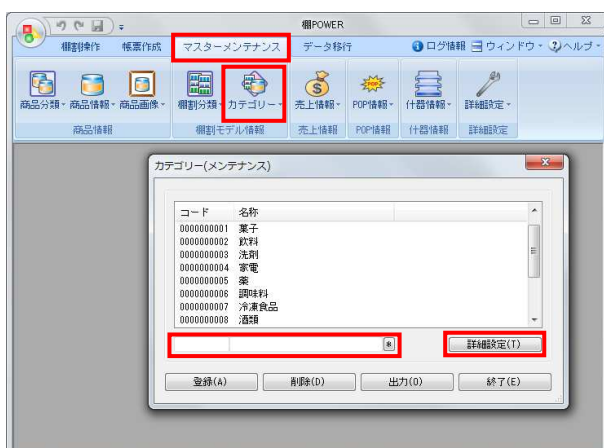 棚POWER
棚割操作 帳票作成 マスターメンテナンス データ移行 ログ情報 ウィンドウ ヘルプ
商品分類 商品情報 商品画像 棚割分類 カテゴリー 売上情報 POP情報 什器情報 詳細設定
商品情報 棚割モデル情報 売上情報 POP情報 什器情報 詳細設定
カテゴリー(メンテナンス)
コード 名称
0000000001 菓子
0000000002 飲料
0000000003 洗剤
0000000004 家電
0000000005 薬
0000000006 調味料
0000000007 冷凍食品
0000000008 酒類
* 詳細設定(T)
登録(A) 削除(D) 出力(O) 終了(E)